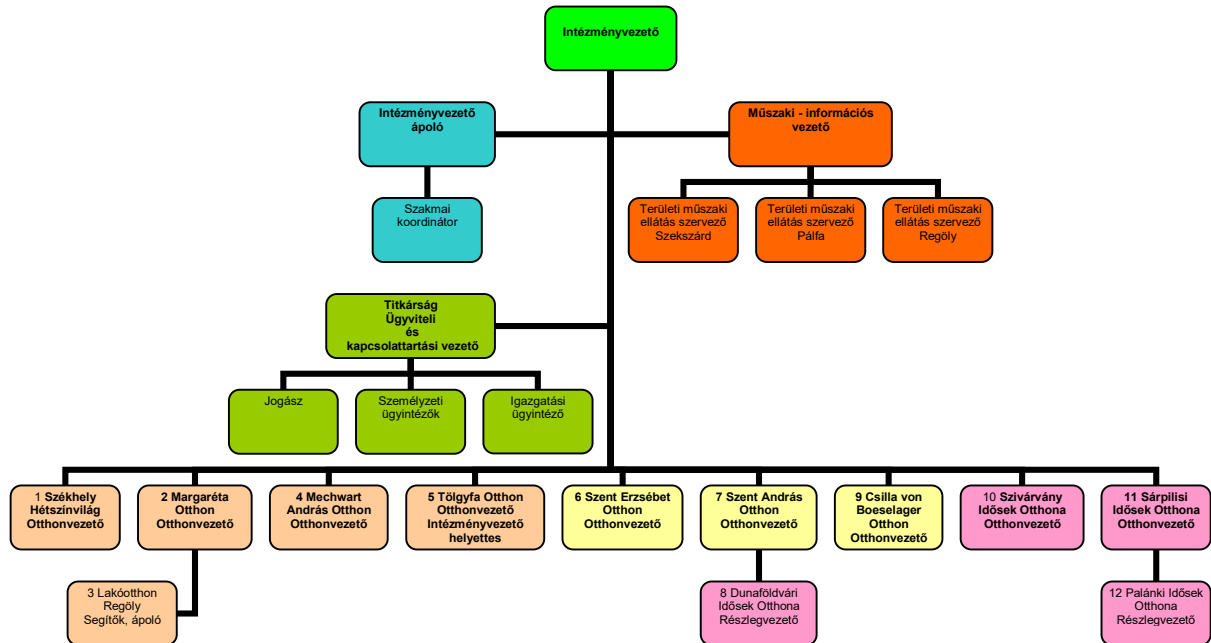 Intézményvezető
Intézményvezető
ápoló
Műszaki - információs
vezető
Szakmai
koordinátor
Területi műszaki
ellátás szervező
Szekszárd
Területi műszaki
ellátás szervező
Pálfa
Területi műszaki
ellátás szervező
Regöly
Titkárság
Ügyviteli
és
kapcsolattartási vezető
Jogász
Személyzeti
ügyintézők
Igazgatási
ügyintéző
1 Székhely
Hétszínvilág
Otthonvezető
2 Margaréta
Otthon
Otthonvezető
4 Mechwart
András Otthon
Otthonvezető
5 Tölgyfa Otthon
Otthonvezető
Intézményvezető
helyettes
6 Szent Erzsébet
Otthon
Otthonvezető
7 Szent András
Otthon
Otthonvezető
9 Csilla von
Boeselager
Otthon
Otthonvezető
10 Szivárvány
Idősek Otthona
Otthonvezető
11 Sárpilisi
Idősek Otthona
Otthonvezető
3 Lakóotthon
Regöly
Segítők, ápoló
8 Dunaföldvári
Idősek Otthona
Részlegvezető
12 Palánki Idősek
Otthona
Részlegvezető